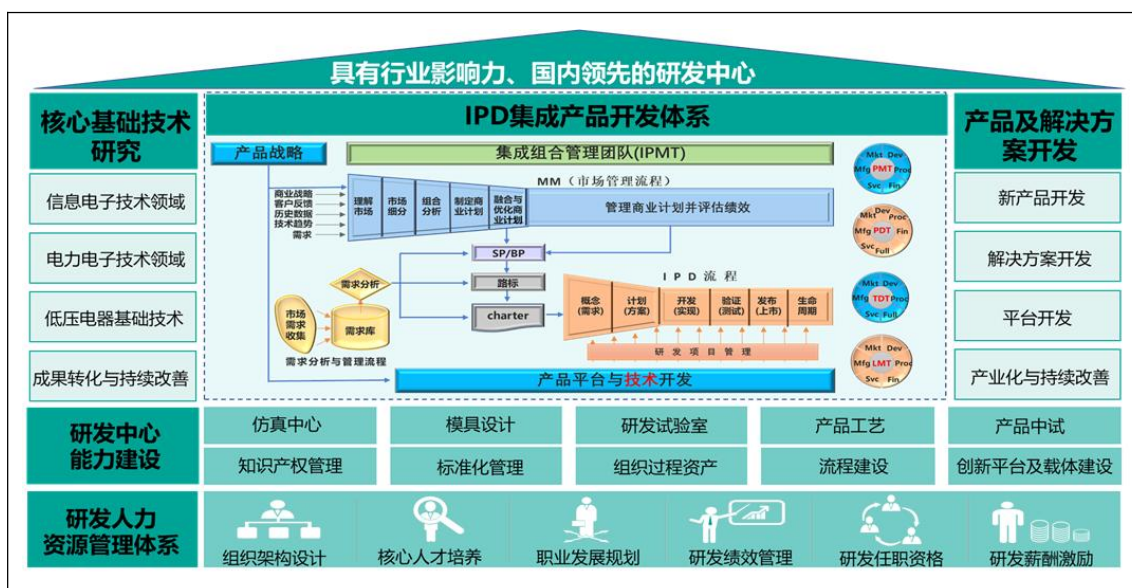 具有行业影响力、国内领先的研发中心
核心基础技术
研究
信息电子技术领域
电力电子技术领域
低压电器基础技术
成果转化与持续改善
IPD集成产品开发体系
产品战略
集成组合管理团队(IPMT)
MM（市场管理流程）
商业战略
客户反馈
历史数据
技术趋势
需求
理解
市场
市场
细分
组合
分析
制定商
业计划
融合与
优化商
业计划
管理商业计划并评估绩效
SP/BP
需求分析
路标
charter
市场
需求
收集
需求库
需求分析与管理流程
IPD流程
概念
(需求)
计划
(方案)
开发
(实现)
验证
(测试)
发布
(上市)
生命
周期
研发项目管理
产品平台与技术开发
Mkt Dev
Mfg PMT Proc
Svc Fin
Mkt Dev Proc
Mfg PDT Fin
Svc Full
Mkt Dev
Mfg TDT Proc
Svc Full
Mkt Dev
Mfg LMT Proc
Svc Fin
产品及解决方
案开发
新产品开发
解决方案开发
平台开发
产业化与持续改善
研发中心
能力建设
仿真中心
模具设计
研发试验室
产品工艺
产品中试
知识产权管理
标准化管理
组织过程资产
流程建设
创新平台及载体建设
研发人力
资源管理体系
组织架构设计
核心人才培养
职业发展规划
研发绩效管理
研发任职资格
研发薪酬激励